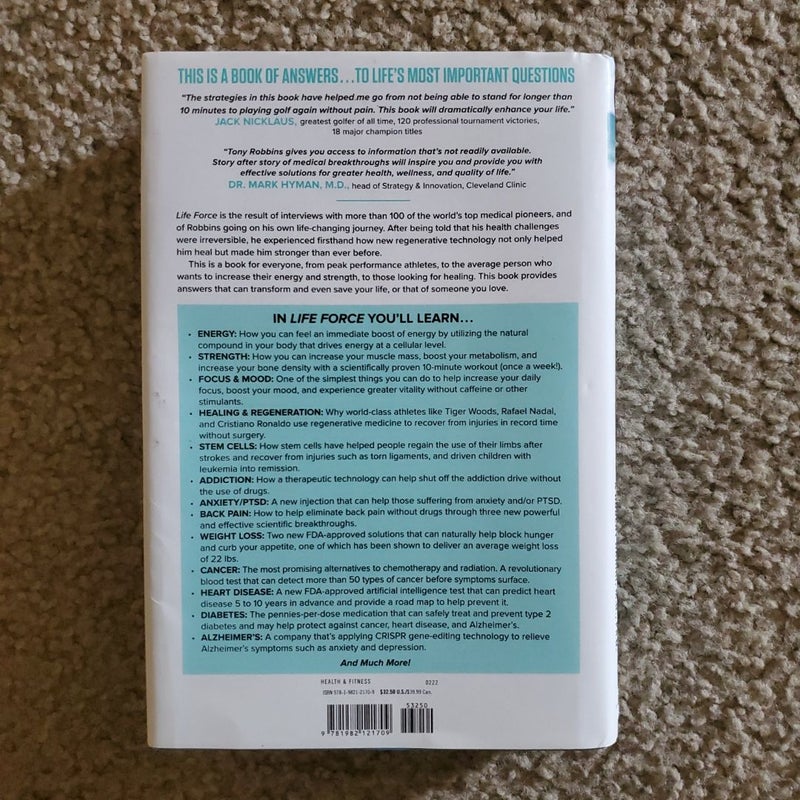 THIS IS A BOOK OF ANSWERS...TO LIFE'S MOST IMPORTANT QUESTIONS
"The strategies in this book have helped me go from not being able to stand for longer than
10 minutes to playing golf again without pain. This book will dramatically enhance your life."
JACK NICKLAUS, greatest golfer of all time, 120 professional tournament victories,
18 major champion titles
"Tony Robbins gives you access to information that's not readily available.
Story after story of medical breakthroughs will inspire you and provide you with
effective solutions for greater health, wellness, and quality of life."
DR. MARK HYMAN, M.D., head of Strategy & Innovation, Cleveland Clinic
Life Force is the result of interviews with more than 100 of the world's top medical pioneers, and
of Robbins going on his own life-changing journey. After being told that his health challenges
were irreversible, he experienced firsthand how new regenerative technology not only helped
him heal but made him stronger than ever before.
This is a book for everyone, from peak performance athletes, to the average person who
wants to increase their energy and strength, to those looking for healing. This book provides
answers that can transform and even save your life, or that of someone you love.
IN LIFE FORCE YOU'LL LEARN...
• ENERGY: How you can feel an immediate boost of energy by utilizing the natural
compound in your body that drives energy at a cellular level.
• STRENGTH: How you can increase your muscle mass, boost your metabolism, and
increase your bone density with a scientifically proven 10-minute workout (once a week!).
• FOCUS & MOOD: One of the simplest things you can do to help increase your daily
focus, boost your mood, and experience greater vitality without caffeine or other
stimulants.
• HEALING & REGENERATION: Why world-class athletes like Tiger Woods, Rafael Nadal,
and Cristiano Ronaldo use regenerative medicine to recover from injuries in record time
without surgery.
• STEM CELLS: How stem cells have helped people regain the use of their limbs after
strokes and recover from injuries such as torn ligaments, and driven children with
leukemia into remission.
• ADDICTION: How a therapeutic technology can help shut off the addiction drive without
the use of drugs.
• ANXIETY/PTSD: A new injection that can help those suffering from anxiety and/or PTSD.
• BACK PAIN: How to help eliminate back pain without drugs through three new powerful
and effective scientific breakthroughs.
• WEIGHT LOSS: Two new FDA-approved solutions that can naturally help block hunger
and curb your appetite, one of which has been shown to deliver an average weight loss
of 22 lbs.
• CANCER: The most promising alternatives to chemotherapy and radiation. A revolutionary
blood test that can detect more than 50 types of cancer before symptoms surface.
• HEART DISEASE: A new FDA-approved artificial intelligence test that can predict heart
disease 5 to 10 years in advance and provide a road map to help prevent it.
• DIABETES: The pennies-per-dose medication that can safely treat and prevent type 2
diabetes and may help protect against cancer, heart disease, and Alzheimer's.
• ALZHEIMER'S: A company that's applying CRISPR gene-editing technology to relieve
Alzheimer's symptoms such as anxiety and depression.
And Much More!
HEALTH & FITNESS 0222
ISBN 978-1-9821-2170-9 $32.50 U.S./$39.99 Can.
53250
9 781982 121709